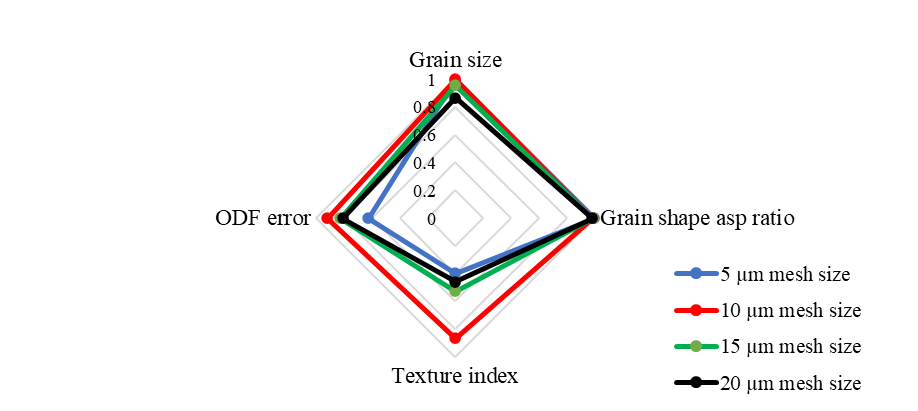 Grain size
1
0.8
0.6
0.4
0.2
0
ODF error
Grain shape asp ratio
Texture index
5 µm mesh size
10 µm mesh size
15 µm mesh size
20 µm mesh size